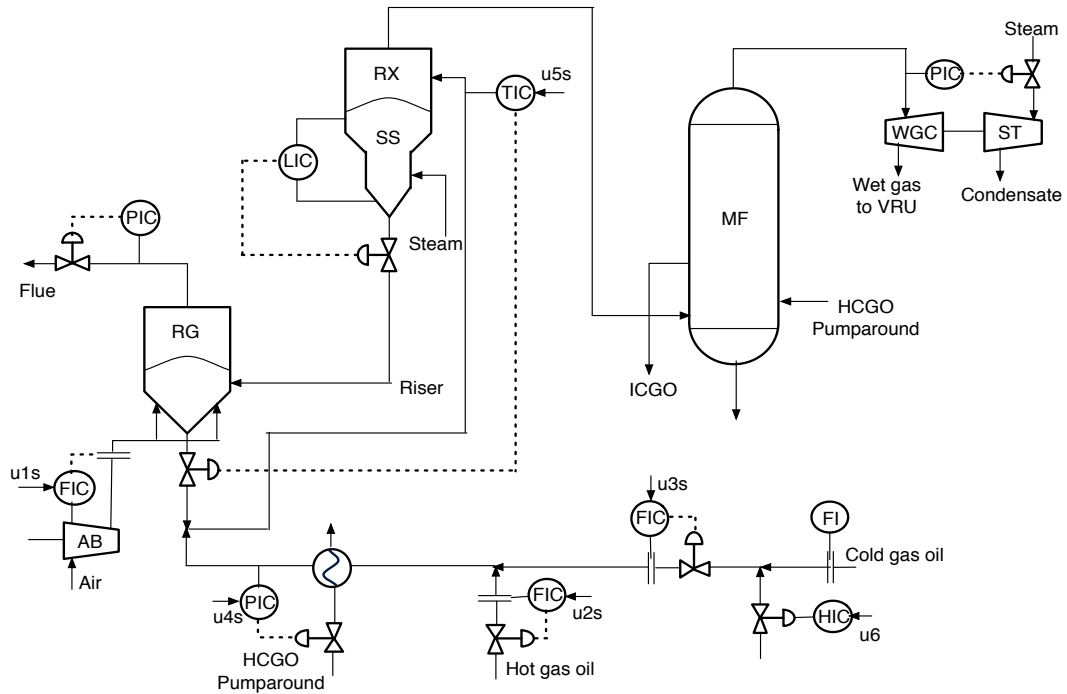 Steam
RX
u5s
TIC
PIC
SS
WGC
ST
LIC
Wet gas
to VRU
Condensate
PIC
MF
Steam
Flue
RG
HCGO
Pumparound
Riser
ICGO
u1s
FIC
u3s
FIC
FI
AB
Cold gas oil
Air
u4s
PIC
FIC
u2s
HIC
u6
HCGO
Pumparound
Hot gas oil